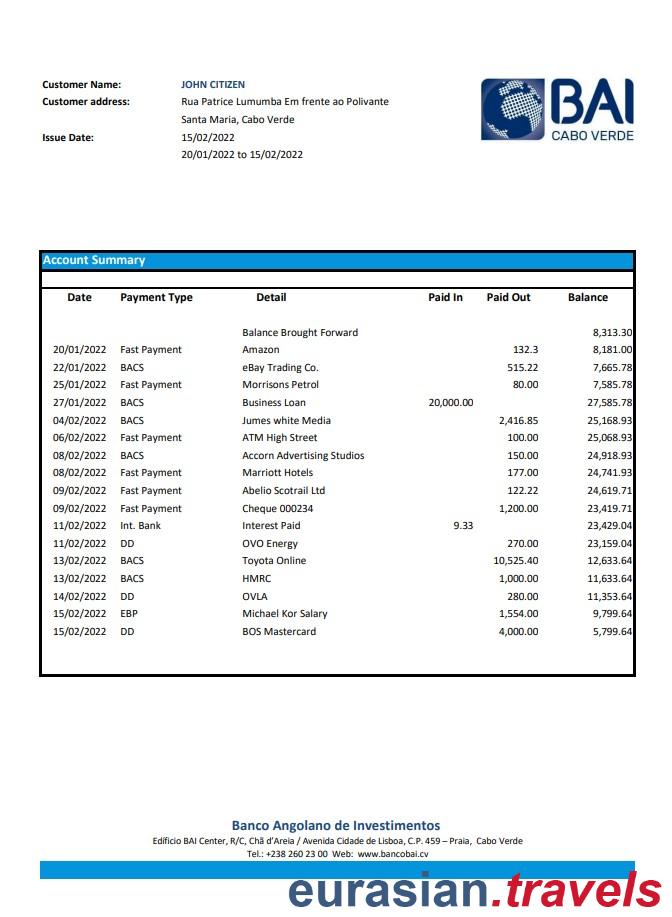 Customer Name: JOHN CITIZEN
Customer address: Rua Patrice Lumumba Em frente ao Polivante
Santa Maria, Cabo Verde
Issue Date: 15/02/2022
20/01/2022 to 15/02/2022
BAI
CABO VERDE
Account Summary
Date Payment Type Detail Paid In Paid Out Balance
Balance Brought Forward 8,313.30
20/01/2022 Fast Payment Amazon 132.3 8,181.00
22/01/2022 BACS eBay Trading Co. 515.22 7,665.78
25/01/2022 Fast Payment Morrisons Petrol 80.00 7,585.78
27/01/2022 BACS Business Loan 20,000.00 27,585.78
04/02/2022 BACS Jumes white Media 2,416.85 25,168.93
06/02/2022 Fast Payment ATM High Street 100.00 25,068.93
08/02/2022 BACS Accorn Advertising Studios 150.00 24,918.93
08/02/2022 Fast Payment Marriott Hotels 177.00 24,741.93
09/02/2022 Fast Payment Abelio Scotrail Ltd 122.22 24,619.71
09/02/2022 Fast Payment Cheque 000234 1,200.00 23,419.71
11/02/2022 Int. Bank Interest Paid 9.33 23,429.04
11/02/2022 DD OVO Energy 270.00 23,159.04
13/02/2022 BACS Toyota Online 10,525.40 12,633.64
13/02/2022 BACS HMRC 1,000.00 11,633.64
14/02/2022 DD OVLA 280.00 11,353.64
15/02/2022 EBP Michael Kor Salary 1,554.00 9,799.64
15/02/2022 DD BOS Mastercard 4,000.00 5,799.64
Banco Angolano de Investimentos
Edíficio BAI Center, R/C, Chã d'Areia / Avenida Cidade de Lisboa, C.P. 459 – Praia, Cabo Verde
Tel.: +238 260 23 00 Web: www.bancobai.cv
eurasian.travels